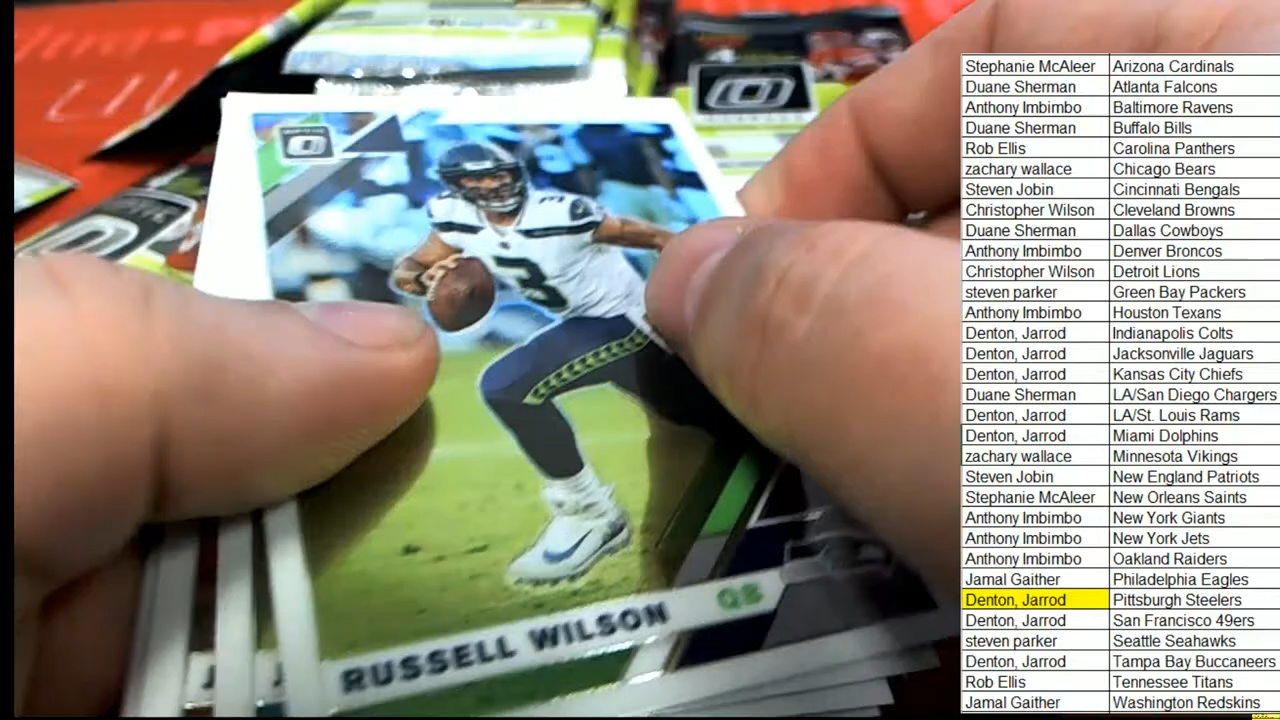 RUSSELL WILSON QB
3
Stephanie McAleer Arizona Cardinals
Duane Sherman Atlanta Falcons
Anthony Imbimbo Baltimore Ravens
Duane Sherman Buffalo Bills
Rob Ellis Carolina Panthers
zachary wallace Chicago Bears
Steven Jobin Cincinnati Bengals
Christopher Wilson Cleveland Browns
Duane Sherman Dallas Cowboys
Anthony Imbimbo Denver Broncos
Christopher Wilson Detroit Lions
steven parker Green Bay Packers
Anthony Imbimbo Houston Texans
Denton, Jarrod Indianapolis Colts
Denton, Jarrod Jacksonville Jaguars
Denton, Jarrod Kansas City Chiefs
Duane Sherman LA/San Diego Chargers
Denton, Jarrod LA/St. Louis Rams
Denton, Jarrod Miami Dolphins
zachary wallace Minnesota Vikings
Steven Jobin New England Patriots
Stephanie McAleer New Orleans Saints
Anthony Imbimbo New York Giants
Anthony Imbimbo New York Jets
Anthony Imbimbo Oakland Raiders
Jamal Gaither Philadelphia Eagles
Denton, Jarrod Pittsburgh Steelers
Denton, Jarrod San Francisco 49ers
steven parker Seattle Seahawks
Denton, Jarrod Tampa Bay Buccaneers
Rob Ellis Tennessee Titans
Jamal Gaither Washington Redskins